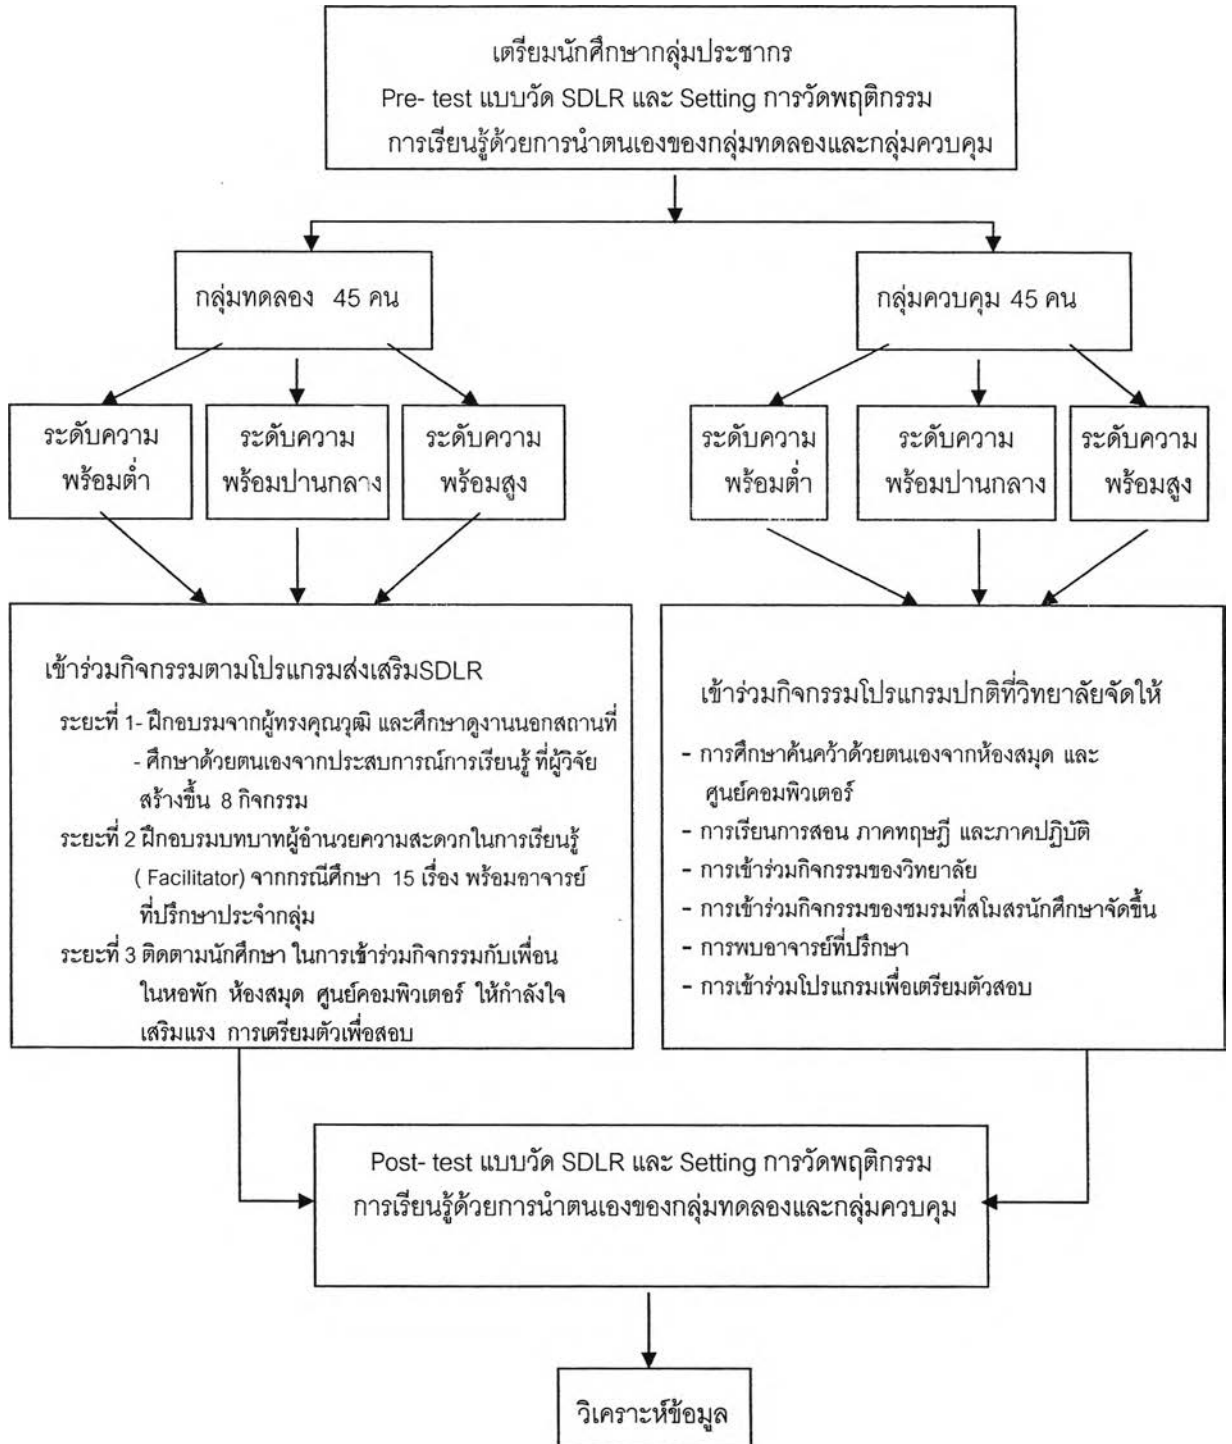 เตรียมนักศึกษากลุ่มประชากร
Pre- test แบบวัด SDLR และ Setting การวัดพฤติกรรม
การเรียนรู้ด้วยการนำตนเองของกลุ่มทดลองและกลุ่มควบคุม
กลุ่มทดลอง 45 คน
กลุ่มควบคุม 45 คน
ระดับความ
พร้อมต่ำ
ระดับความ
พร้อมปานกลาง
ระดับความ
พร้อมสูง
ระดับความ
พร้อมต่ำ
ระดับความ
พร้อมปานกลาง
ระดับความ
พร้อมสูง
เข้าร่วมกิจกรรมตามโปรแกรมส่งเสริมSDLR
ระยะที่ 1- ฝึกอบรมจากผู้ทรงคุณวุฒิ และศึกษาดูงานนอกสถานที่
- ศึกษาด้วยตนเองจากประสบการณ์การเรียนรู้ ที่ผู้วิจัย
สร้างขึ้น 8 กิจกรรม
ระยะที่ 2 ฝึกอบรมบทบาทผู้อำนวยความสะดวกในการเรียนรู้
( Facilitator) จากกรณีศึกษา 15 เรื่อง พร้อมอาจารย์
ที่ปรึกษาประจำกลุ่ม
ระยะที่ 3 ติดตามนักศึกษา ในการเข้าร่วมกิจกรรมกับเพื่อน
ในหอพัก ห้องสมุด ศูนย์คอมพิวเตอร์ ให้กำลังใจ
เสริมแรง การเตรียมตัวเพื่อสอบ
เข้าร่วมกิจกรรมโปรแกรมปกติที่วิทยาลัยจัดให้
- การศึกษาค้นคว้าด้วยตนเองจากห้องสมุด และ
ศูนย์คอมพิวเตอร์
- การเรียนการสอน ภาคทฤษฎี และภาคปฏิบัติ
- การเข้าร่วมกิจกรรมของวิทยาลัย
- การเข้าร่วมกิจกรรมของชมรมที่สโมสรนักศึกษาจัดขึ้น
- การพบอาจารย์ที่ปรึกษา
- การเข้าร่วมโปรแกรมเพื่อเตรียมตัวสอบ
Post- test แบบวัด SDLR และ Setting การวัดพฤติกรรม
การเรียนรู้ด้วยการนำตนเองของกลุ่มทดลองและกลุ่มควบคุม
วิเคราะห์ข้อมูล